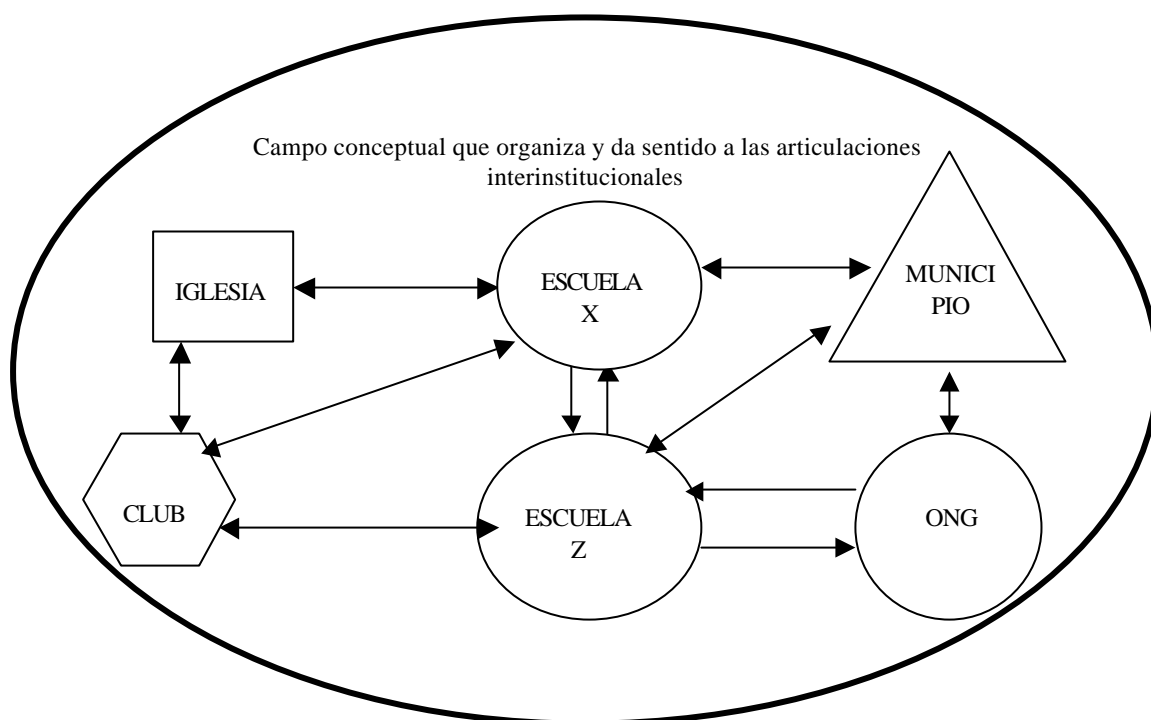 Campo conceptual que organiza y da sentido a las articulaciones
interinstitucionales
IGLESIA
ESCUELA
X
MUNICI
PIO
CLUB
ESCUELA
Z
ONG